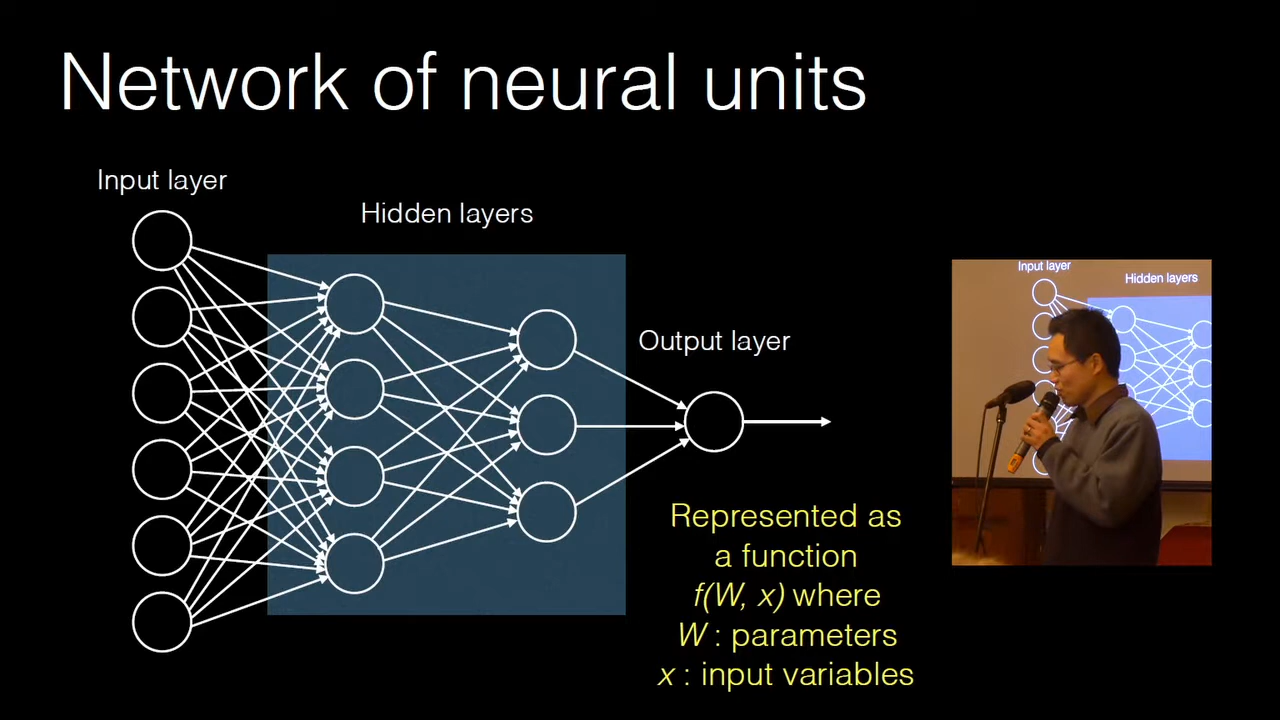 Network of neural units
Input layer
Hidden layers
Output layer
Represented as
a function
f(W, x) where
W : parameters
x : input variables
Input layer
Hidden layers